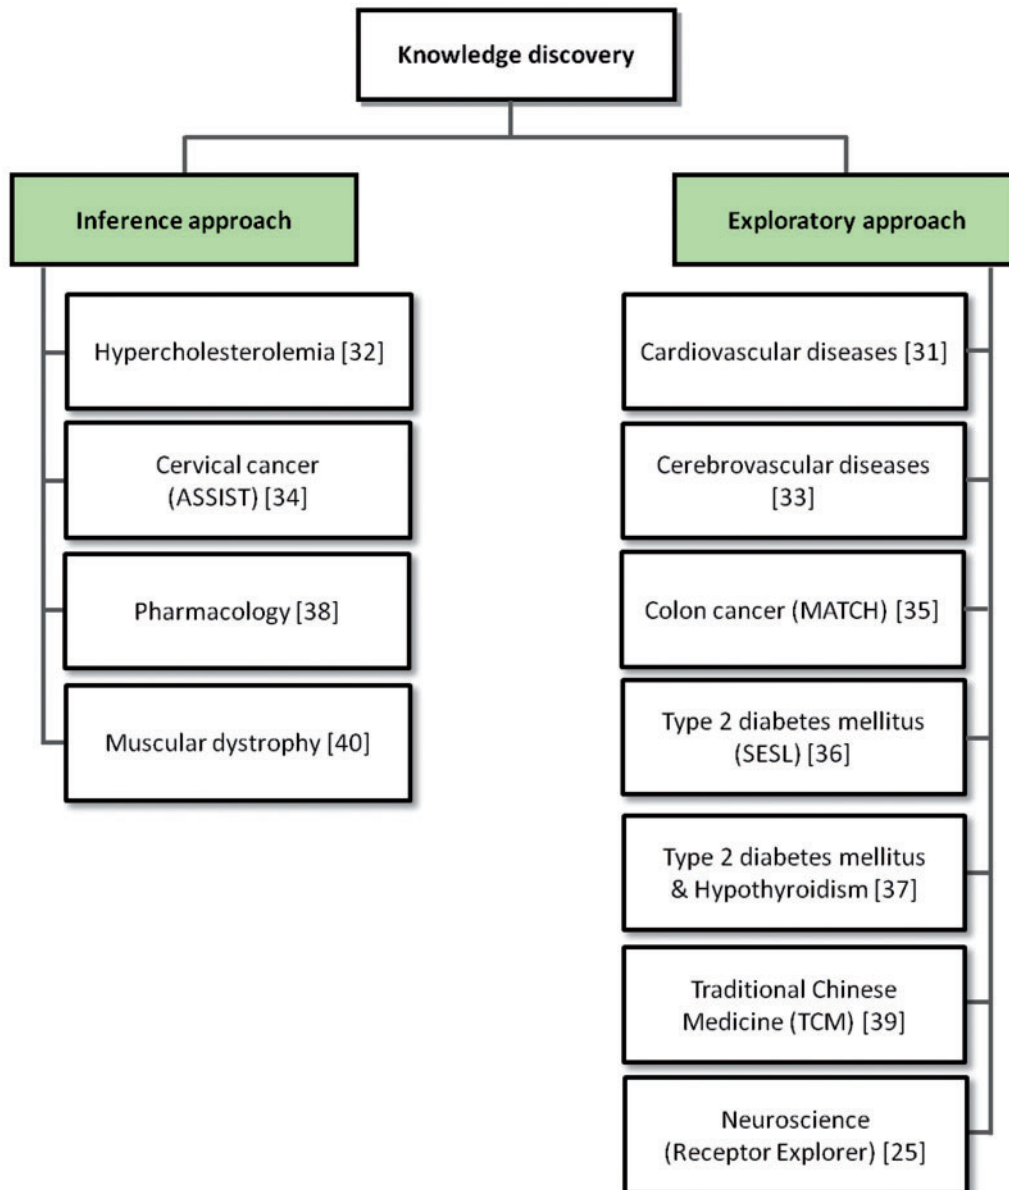 Knowledge discovery
Inference approach
Hypercholesterolemia [32]
Cervical cancer
(ASSIST) [34]
Pharmacology [38]
Muscular dystrophy [40]
Exploratory approach
Cardiovascular diseases [31]
Cerebrovascular diseases
[33]
Colon cancer (MATCH) [35]
Type 2 diabetes mellitus
(SESL) [36]
Type 2 diabetes mellitus
& Hypothyroidism [37]
Traditional Chinese
Medicine (TCM) [39]
Neuroscience
(Receptor Explorer) [25]